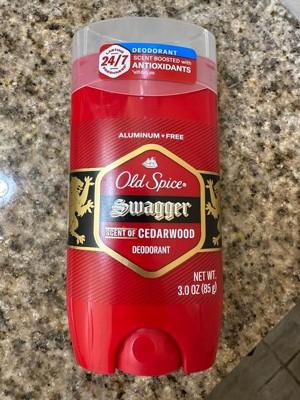 DEODORANT
LASTING
24/7
SCENT BOOSTED with
ANTIOXIDANTS
ALUMINUM • FREE
Old Spice®
Swagger
SCENT OF CEDARWOOD
DEODORANT
NET WT.
3.0 OZ (85 g)